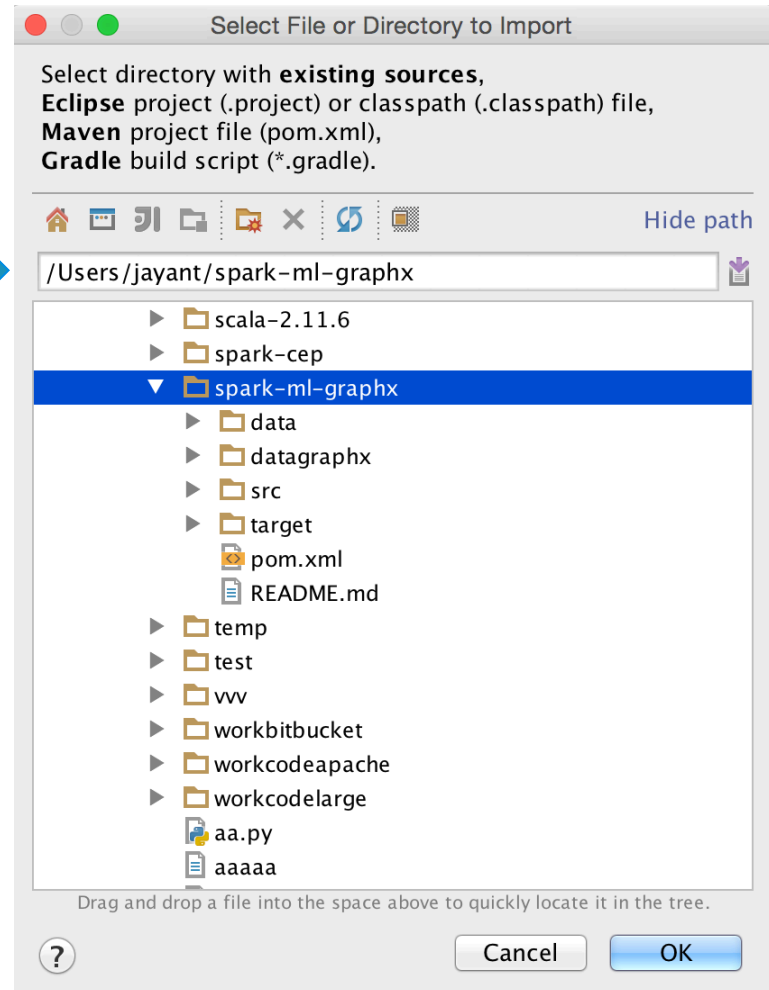 Select File or Directory to Import
Select directory with existing sources,
Eclipse project (.project) or classpath (.classpath) file,
Maven project file (pom.xml),
Gradle build script (*.gradle).
Hide path
/Users/jayant/spark-ml-graphx
scala-2.11.6
spark-cep
spark-ml-graphx
data
datagraphx
src
target
pom.xml
README.md
temp
test
vvv
workbitbucket
workcodeapache
workcodelarge
aa.py
aaaaa
Drag and drop a file into the space above to quickly locate it in the tree.
?
Cancel
OK